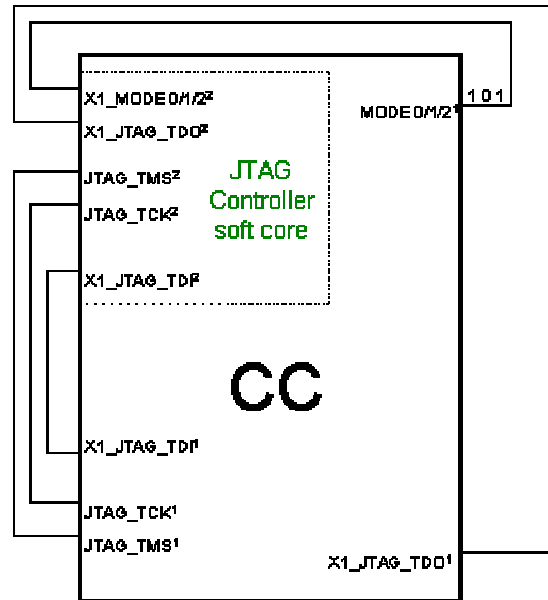 X1_MODE0/1/2²
101
MODE0/1/2¹
X1_JTAG_TDO²
JTAG_TMS²
JTAG
JTAG_TCK²
Controller
soft core
X1_JTAG_TDI²
CC
X1_JTAG_TDI¹
JTAG_TCK¹
JTAG_TMS¹
X1_JTAG_TDO¹